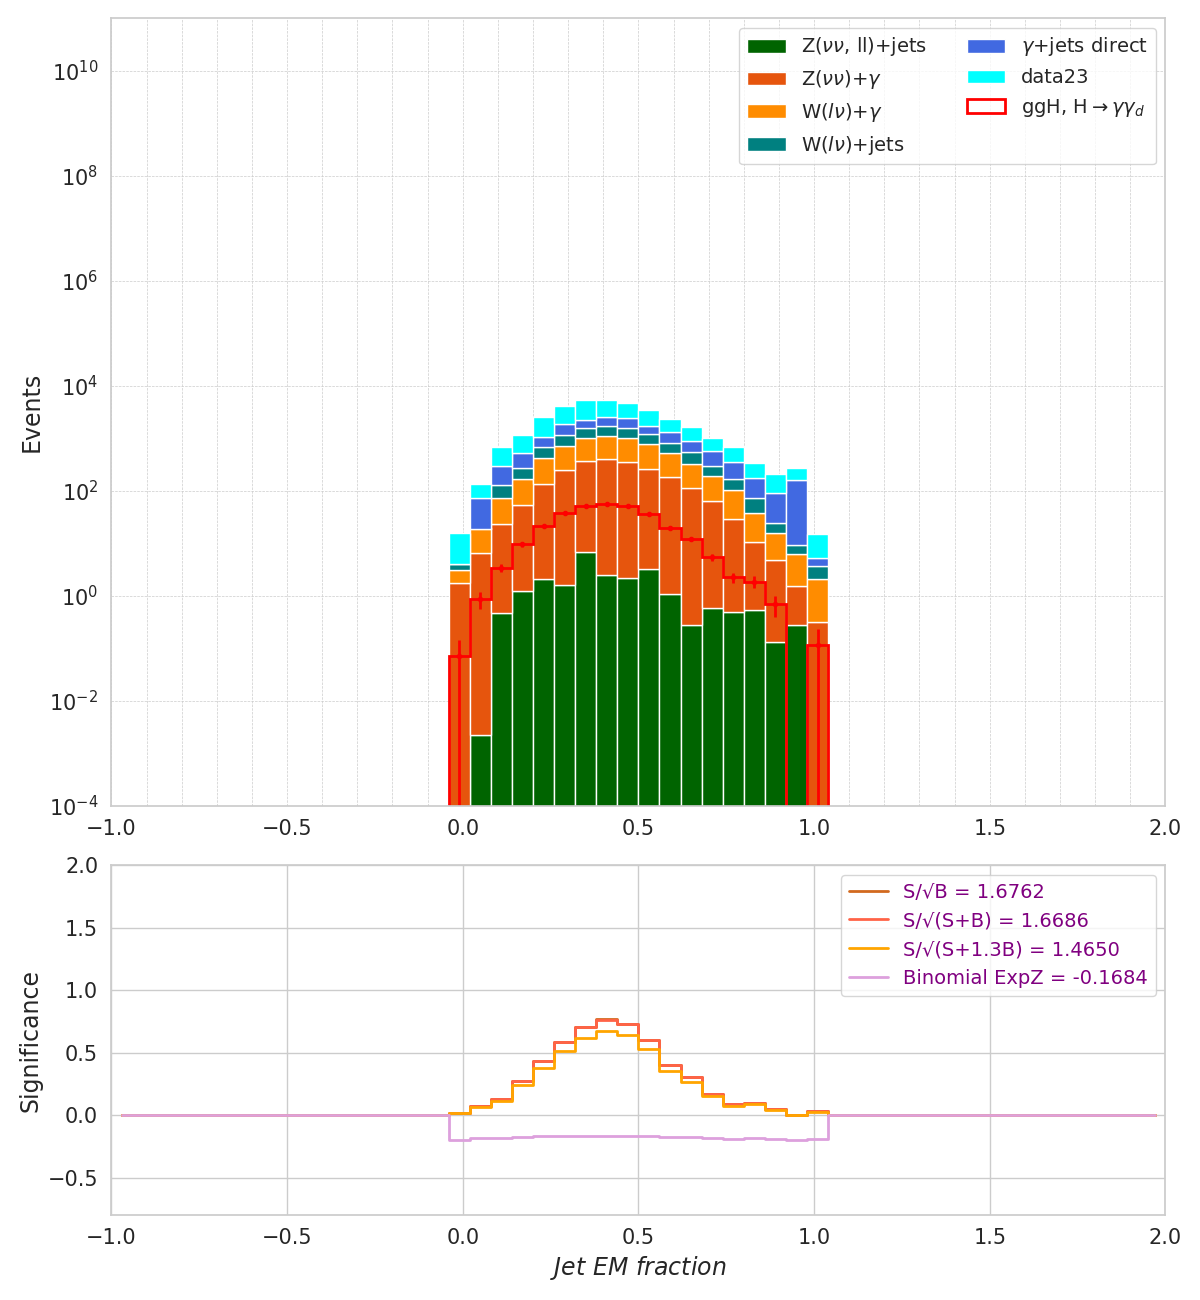 Z(νν, ll)+jets
Z(νν)+γ
W(lν)+γ
W(lν)+jets
γ+jets direct
data23
ggH, H→γγ_d
Events
10^10
10^8
10^6
10^4
10^2
10^0
10^−2
10^−4
−1.0 −0.5 0.0 0.5 1.0 1.5 2.0
S/√B = 1.6762
S/√(S+B) = 1.6686
S/√(S+1.3B) = 1.4650
Binomial ExpZ = -0.1684
Significance
2.0
1.5
1.0
0.5
0.0
−0.5
−1.0 −0.5 0.0 0.5 1.0 1.5 2.0
Jet EM fraction